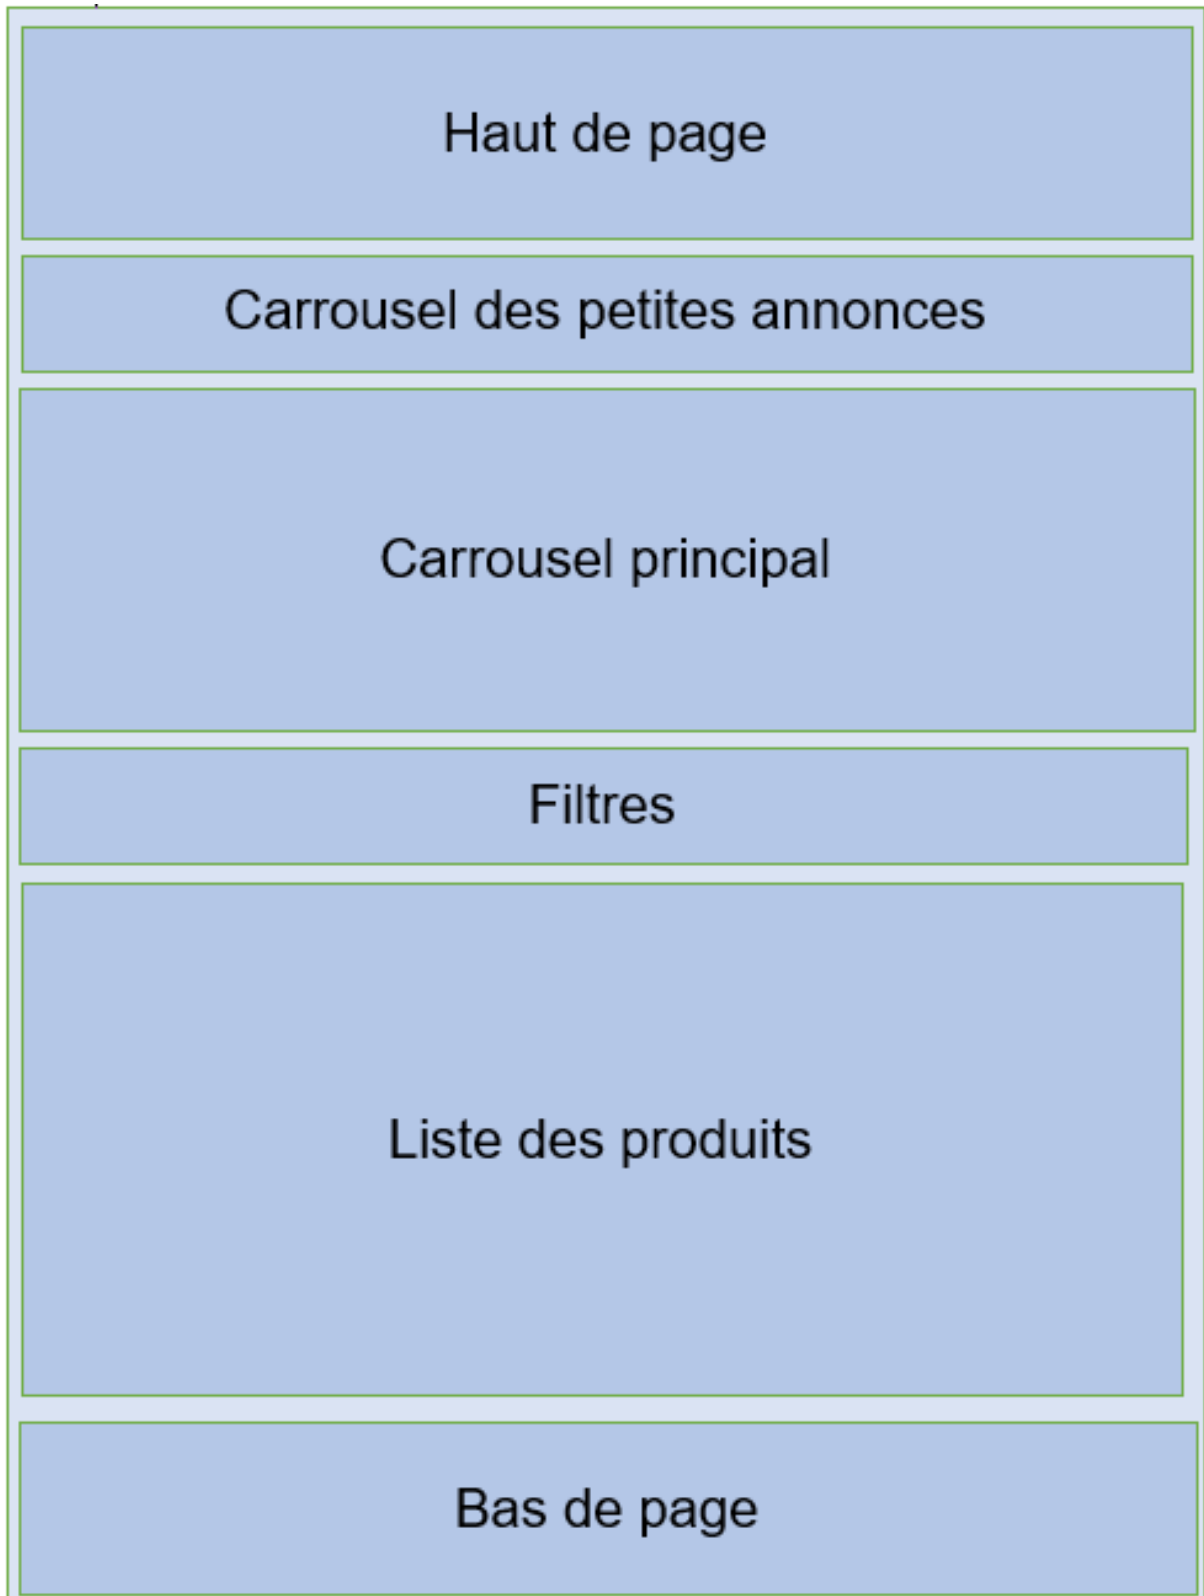 Haut de page
Carrousel des petites annonces
Carrousel principal
Filtres
Liste des produits
Bas de page